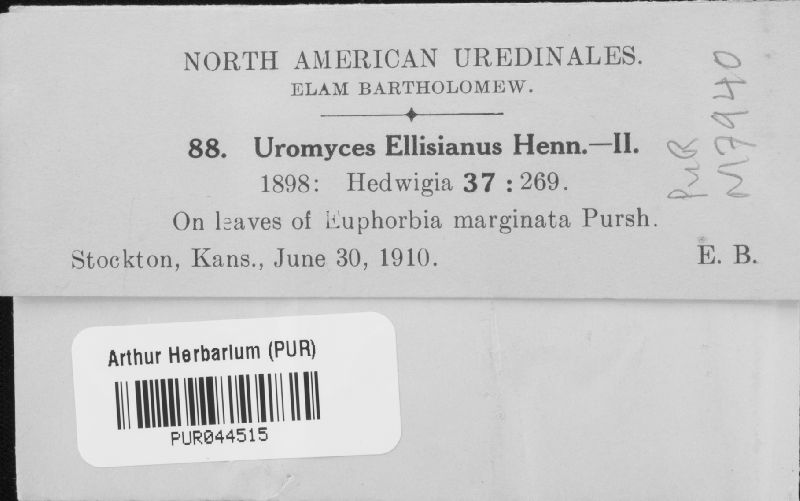 NORTH AMERICAN UREDINALES.
ELAM BARTHOLOMEW.
88. Uromyces Ellisianus Henn.—II.
1898: Hedwigia 37 : 269.
On leaves of Euphorbia marginata Pursh.
Stockton, Kans., June 30, 1910. E. B.
PUR
M7940
Arthur Herbarium (PUR)
PUR044515